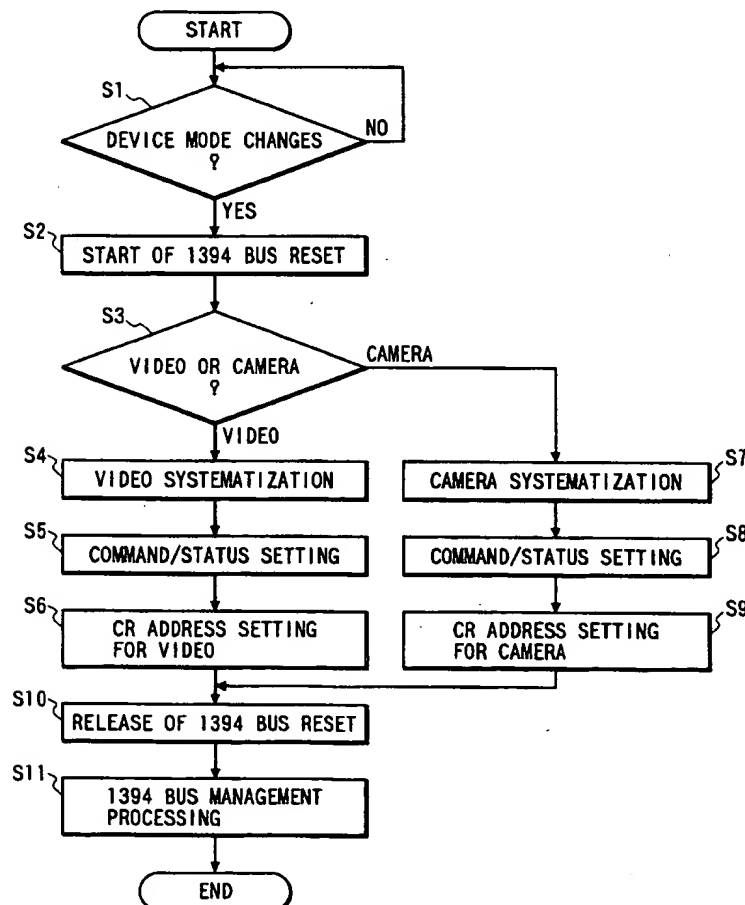 START
S1
DEVICE MODE CHANGES
?
NO
YES
S2
START OF 1394 BUS RESET
S3
VIDEO OR CAMERA
?
CAMERA
VIDEO
S4
VIDEO SYSTEMATIZATION
S7
CAMERA SYSTEMATIZATION
S5
COMMAND/STATUS SETTING
S8
COMMAND/STATUS SETTING
S6
CR ADDRESS SETTING
FOR VIDEO
S9
CR ADDRESS SETTING
FOR CAMERA
S10
RELEASE OF 1394 BUS RESET
S11
1394 BUS MANAGEMENT
PROCESSING
END